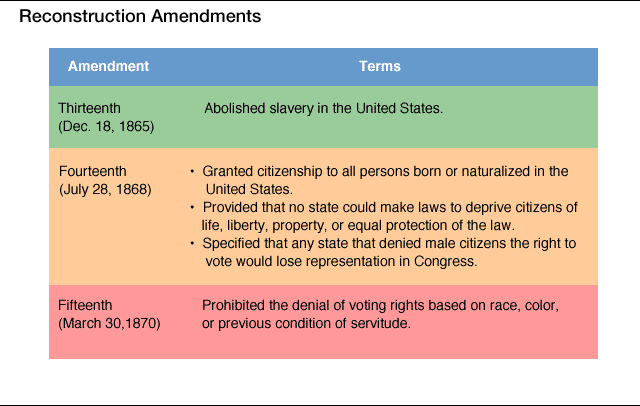 Reconstruction Amendments
Amendment Terms
Thirteenth
(Dec. 18, 1865)
Abolished slavery in the United States.
Fourteenth
(July 28, 1868)
• Granted citizenship to all persons born or naturalized in the
United States.
• Provided that no state could make laws to deprive citizens of
life, liberty, property, or equal protection of the law.
• Specified that any state that denied male citizens the right to
vote would lose representation in Congress.
Fifteenth
(March 30,1870)
Prohibited the denial of voting rights based on race, color,
or previous condition of servitude.